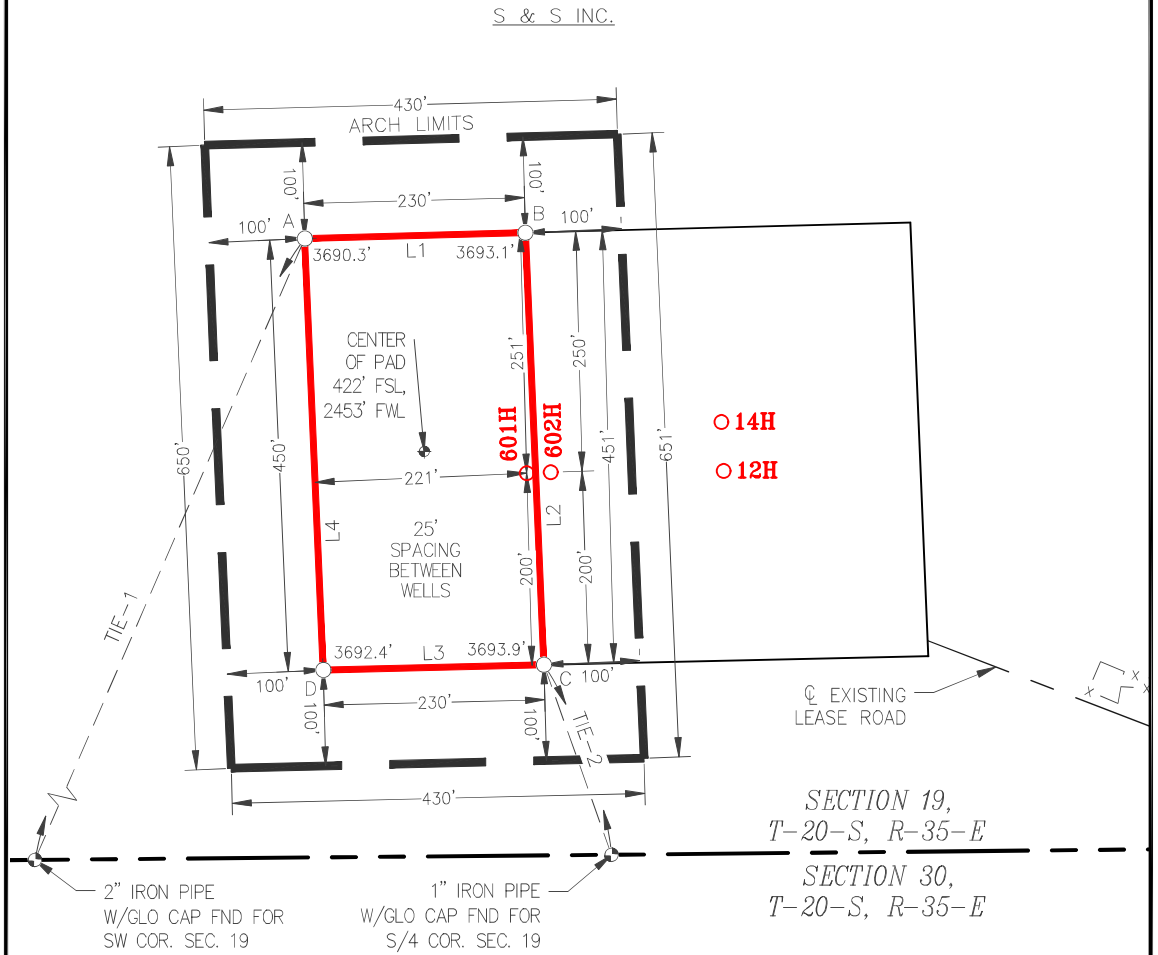 S & S INC.
430'
ARCH LIMITS
100'
100'
230'
A
B
100'
100'
3690.3'
L1
3693.1'
CENTER
OF PAD
422' FSL,
2453' FWL
251'
250'
601H
602H
14H
12H
650'
450'
221'
451'
651'
L4
L2
25'
SPACING
BETWEEN
WELLS
200'
200'
TIE-1
3692.4'
L3
3693.9'
100'
D
C
100'
100'
230'
100'
TIE-2
℄ EXISTING
LEASE ROAD
x
x
x
430'
SECTION 19,
T-20-S, R-35-E
SECTION 30,
T-20-S, R-35-E
2" IRON PIPE
W/GLO CAP FND FOR
SW COR. SEC. 19
1" IRON PIPE
W/GLO CAP FND FOR
S/4 COR. SEC. 19